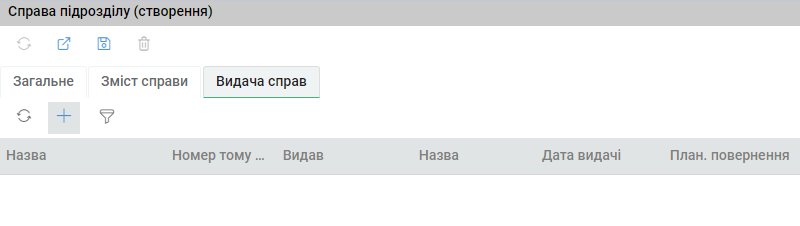 Справа підрозділу (створення)
Загальне Зміст справи Видача справ
Назва Номер тому ... Видав Назва Дата видачі План. повернення